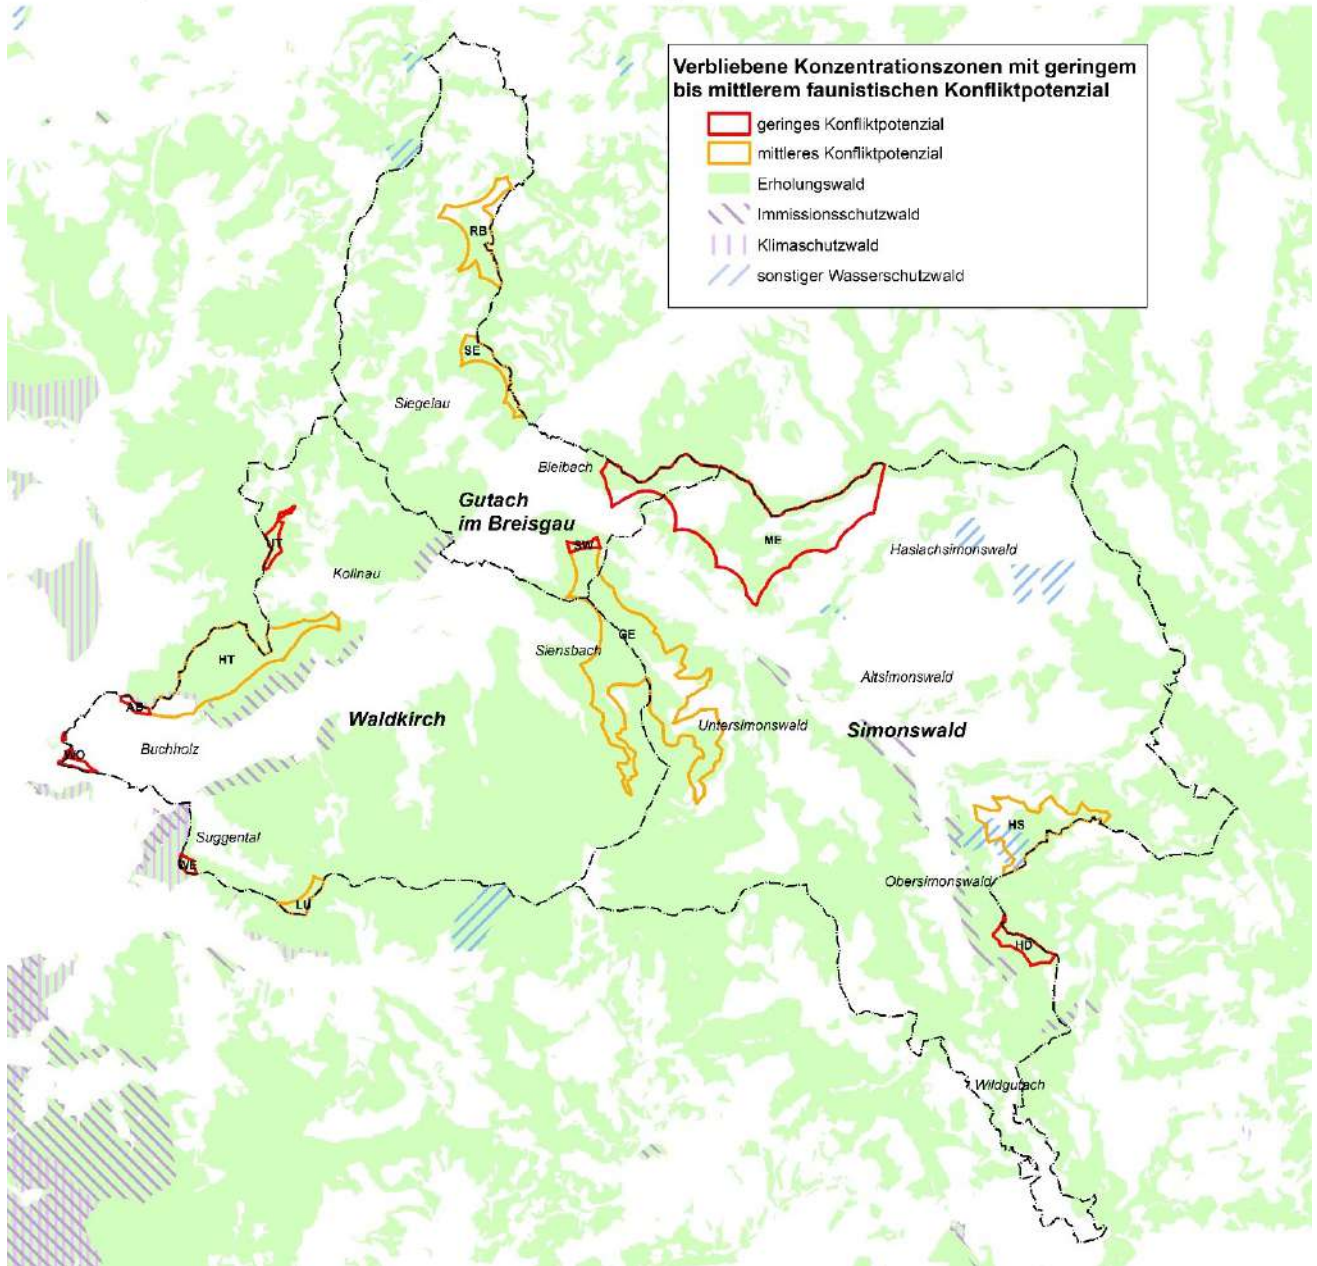 Verbliebene Konzentrationszonen mit geringem
bis mittlerem faunistischen Konfliktpotenzial
geringes Konfliktpotenzial
mittleres Konfliktpotenzial
Erholungswald
Immissionsschutzwald
Klimaschutzwald
sonstiger Wasserschutzwald
RB
SE
Siegelau
Bleibach
Gutach
im Breisgau
SW
ME
Haslachsimonswald
Kollnau
GE
Siensbach
HT
Altsimonswald
AB
Waldkirch
Untersimonswald
Simonswald
Buchholz
HS
Suggental
Obersimonswald
LU
HD
Wildgutach